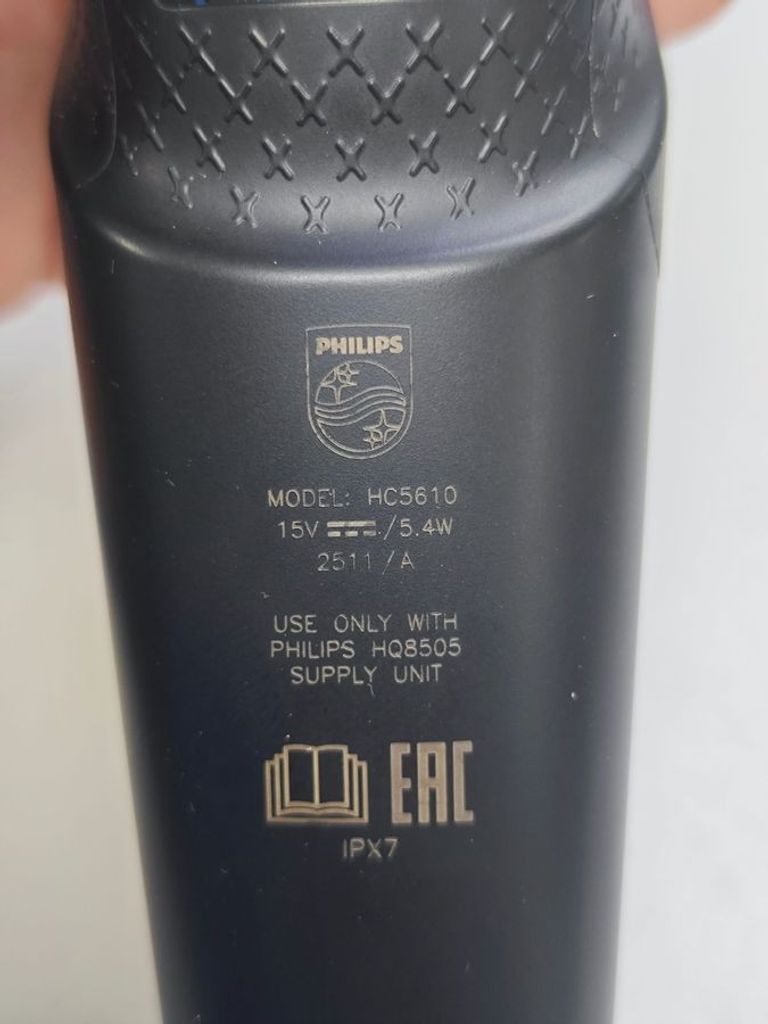 PHILIPS
MODEL: HC5610
15V ⎓ /5.4W
2511/A
USE ONLY WITH
PHILIPS HQ8505
SUPPLY UNIT
EAC
IPX7